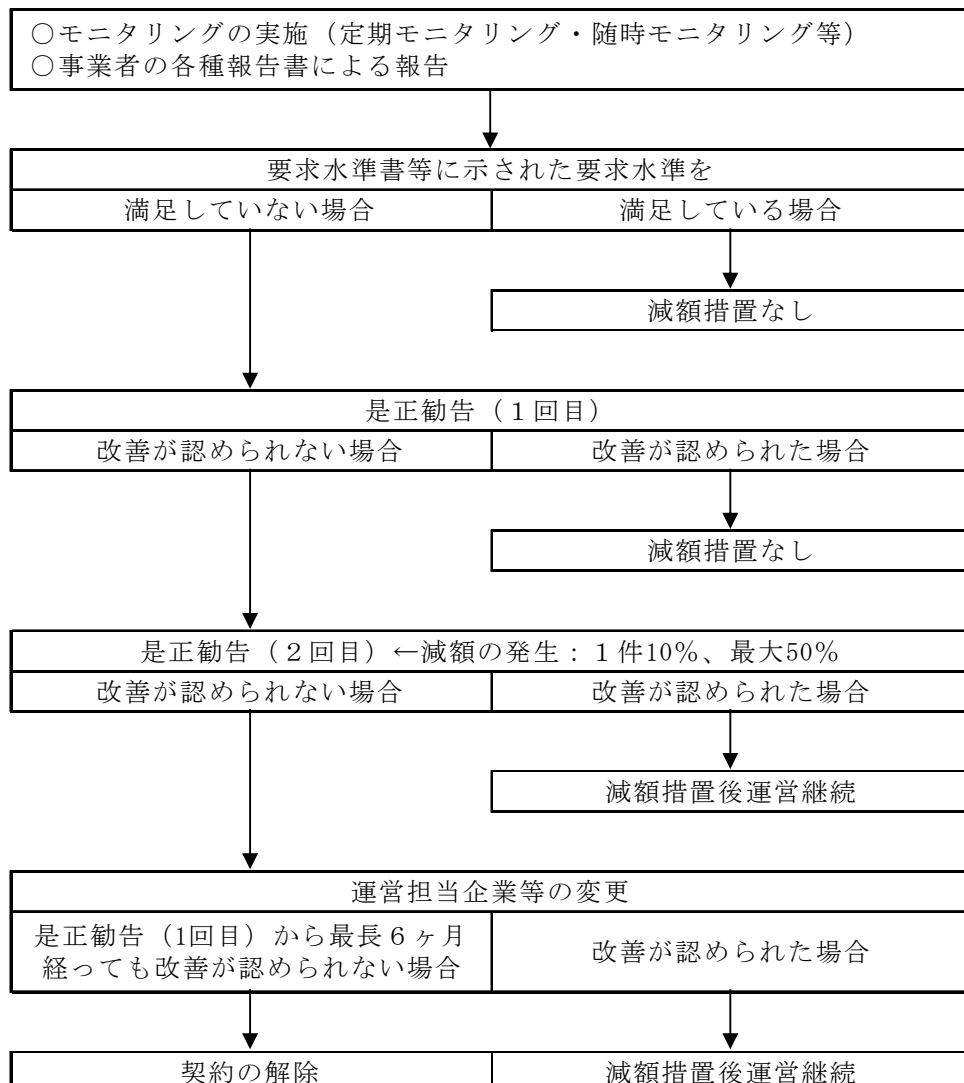 ○モニタリングの実施（定期モニタリング・随時モニタリング等）
○事業者の各種報告書による報告
要求水準書等に示された要求水準を
満足していない場合
満足している場合
減額措置なし
是正勧告（１回目）
改善が認められない場合
改善が認められた場合
減額措置なし
是正勧告（２回目）←減額の発生：１件10％、最大50％
改善が認められない場合
改善が認められた場合
減額措置後運営継続
運営担当企業等の変更
是正勧告（1回目）から最長６ヶ月
経っても改善が認められない場合
改善が認められた場合
契約の解除
減額措置後運営継続